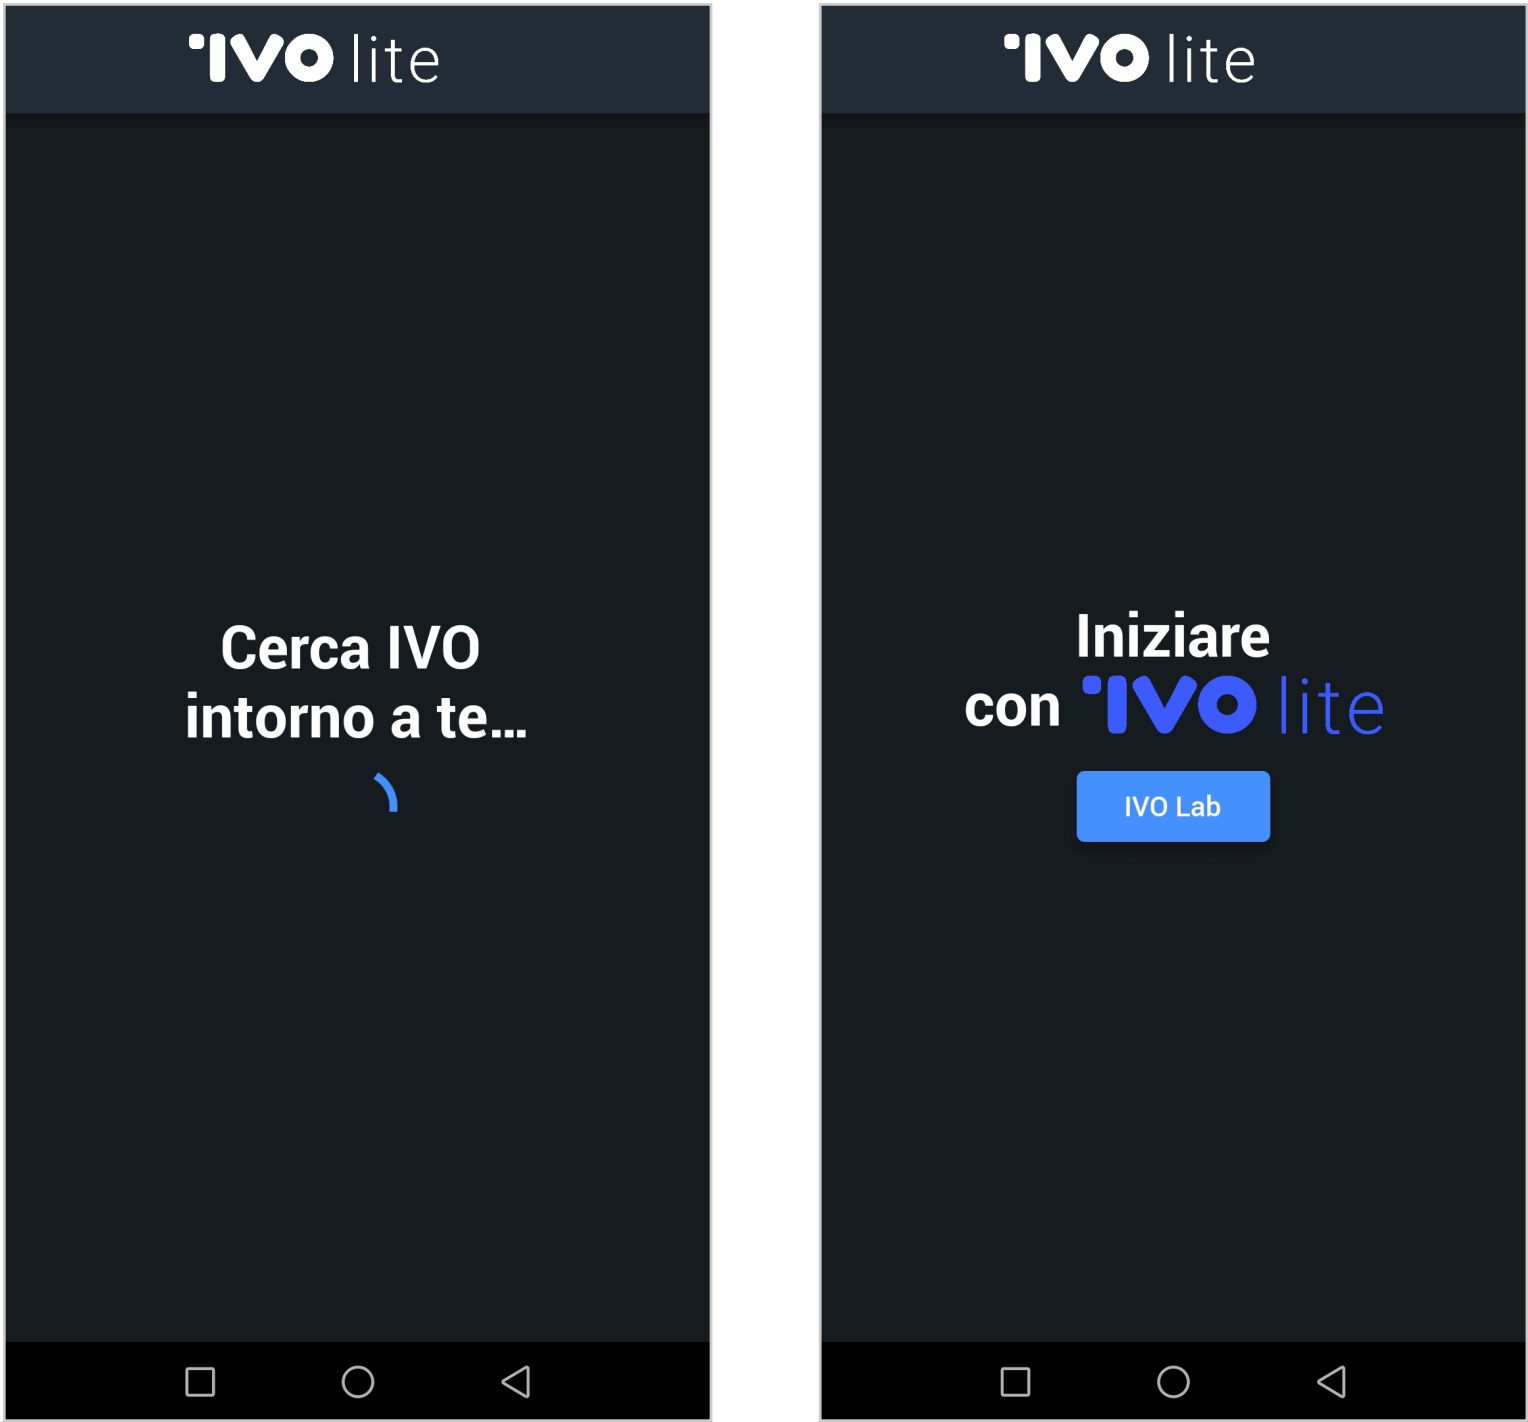 IVO lite
Cerca IVO
intorno a te...
IVO lite
Iniziare
con IVO lite
IVO Lab